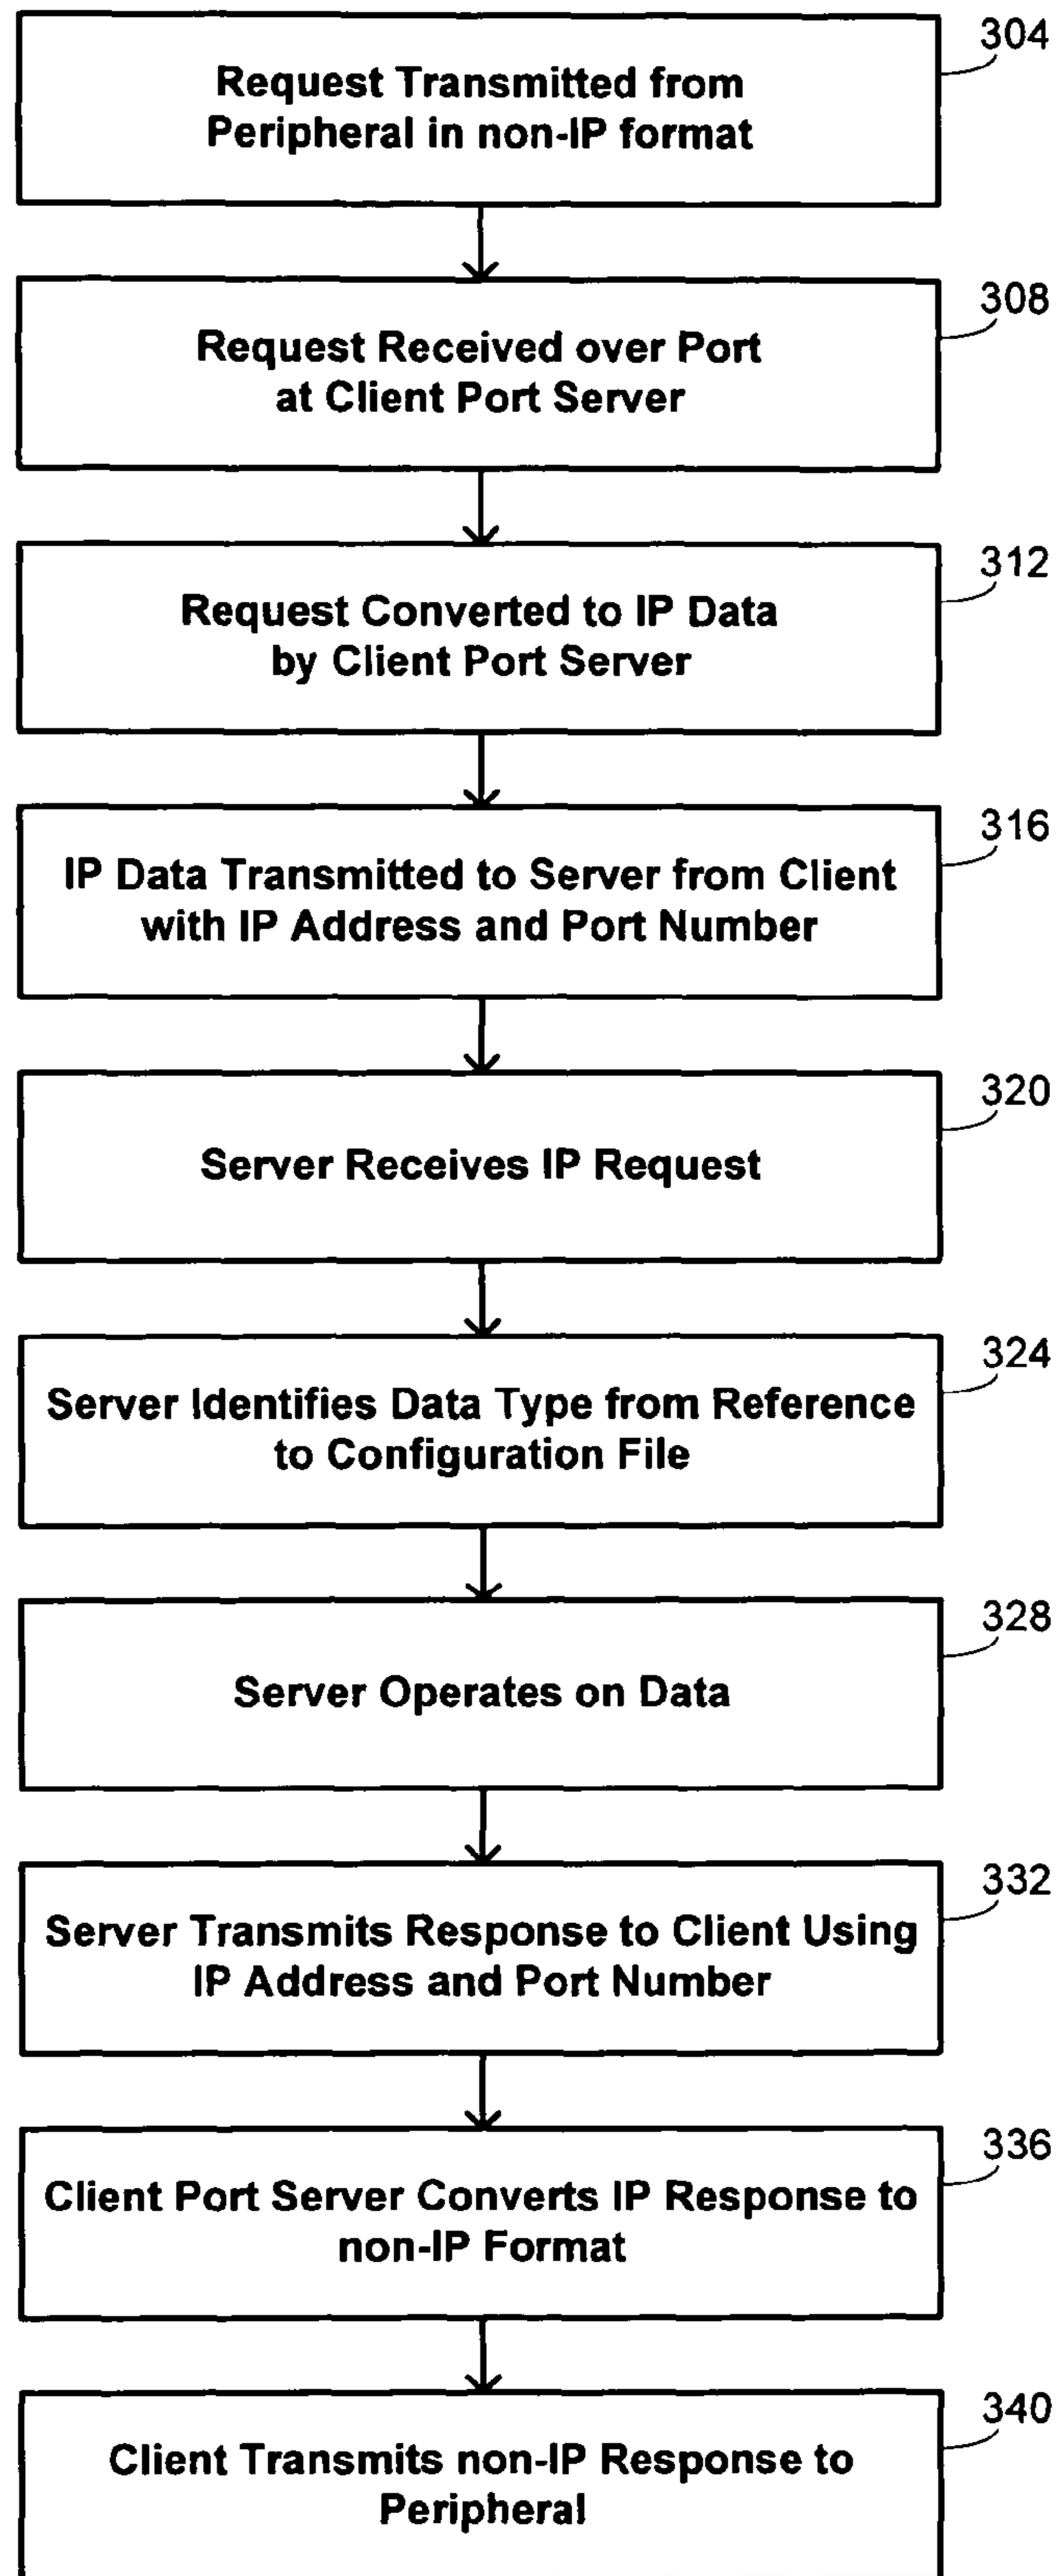 304
Request Transmitted from
Peripheral in non-IP format
308
Request Received over Port
at Client Port Server
312
Request Converted to IP Data
by Client Port Server
316
IP Data Transmitted to Server from Client
with IP Address and Port Number
320
Server Receives IP Request
324
Server Identifies Data Type from Reference
to Configuration File
328
Server Operates on Data
332
Server Transmits Response to Client Using
IP Address and Port Number
336
Client Port Server Converts IP Response to
non-IP Format
340
Client Transmits non-IP Response to
Peripheral